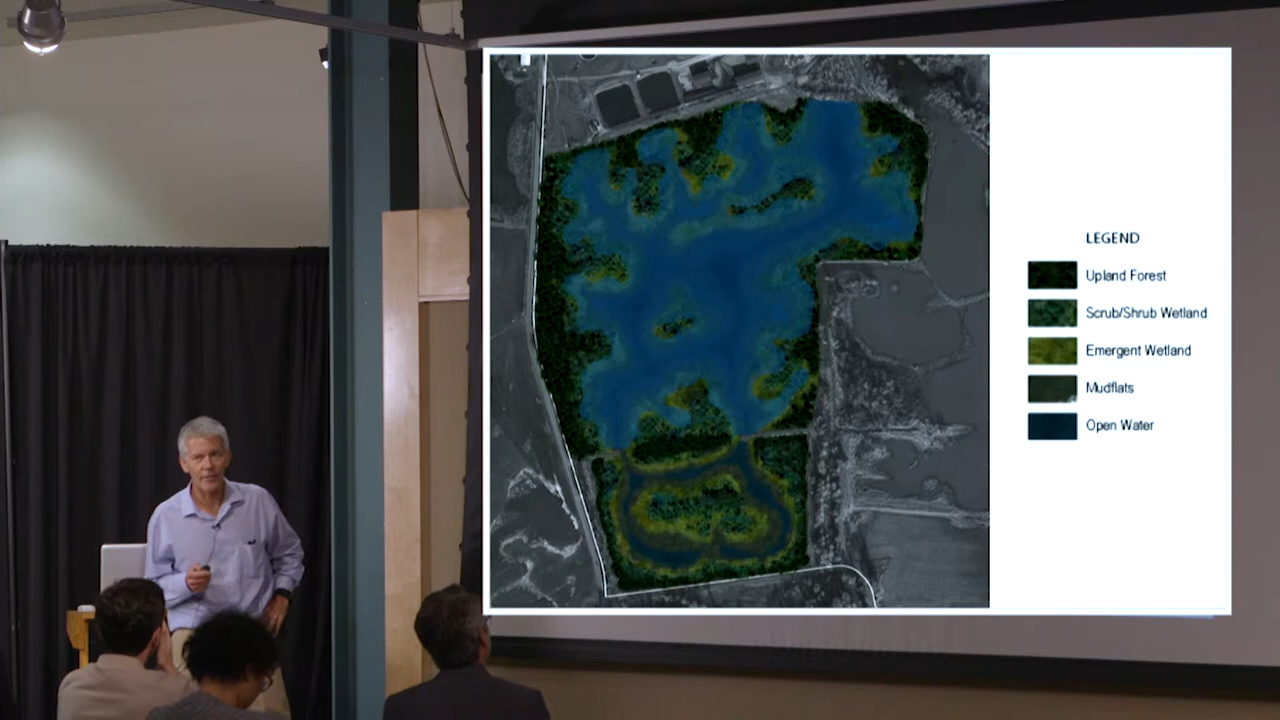 LEGEND
Upland Forest
Scrub/Shrub Wetland
Emergent Wetland
Mudflats
Open Water